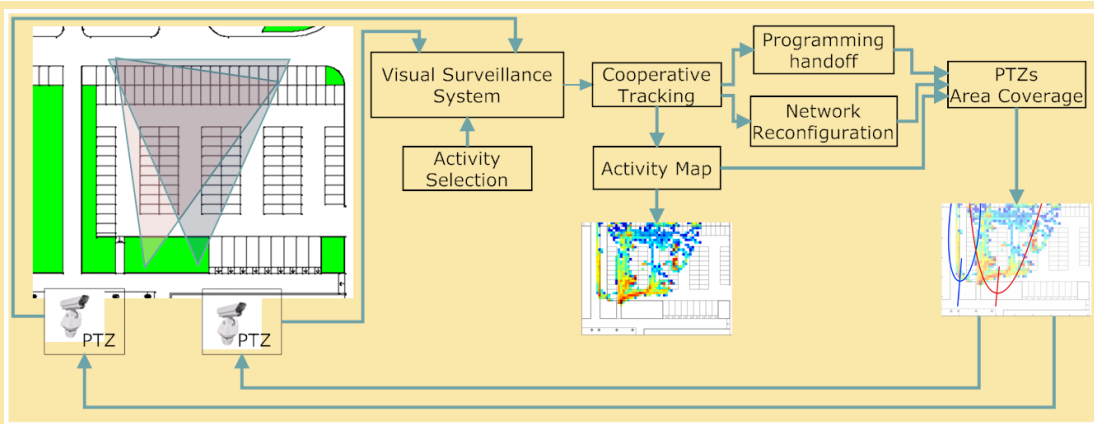 Visual Surveillance
System
Activity
Selection
Cooperative
Tracking
Activity Map
Programming
handoff
Network
Reconfiguration
PTZs
Area Coverage
PTZ
PTZ